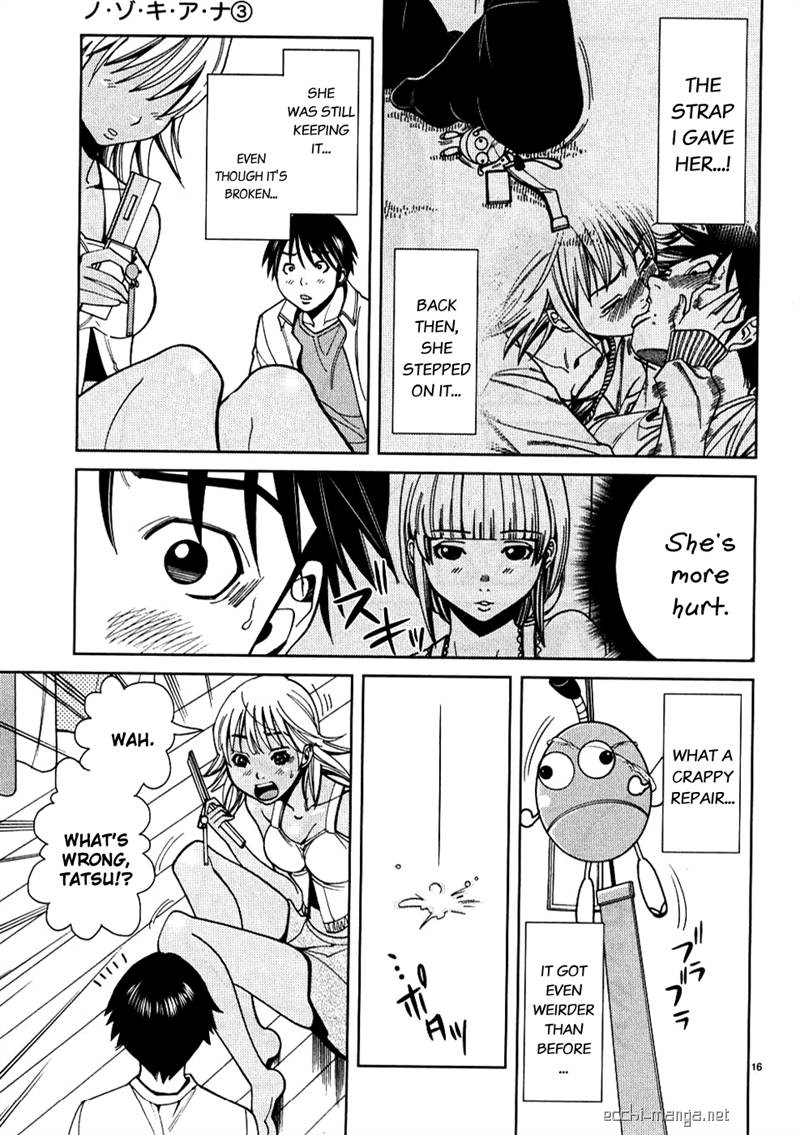 ノ・ゾ・キ・ア・ナ③
THE
STRAP
I GAVE
HER...!
BACK
THEN,
SHE
STEPPED
ON IT...
SHE
WAS STILL
KEEPING
IT...
EVEN
THOUGH IT'S
BROKEN...
She's
more
hurt.
ズキッ
WHAT A
CRAPPY
REPAIR...
IT GOT
EVEN
WEIRDER
THAN
BEFORE
...
ブラブラ
…ポタッ
WAH.
WHAT'S
WRONG,
TATSU!?
16
ecchi-manga.net